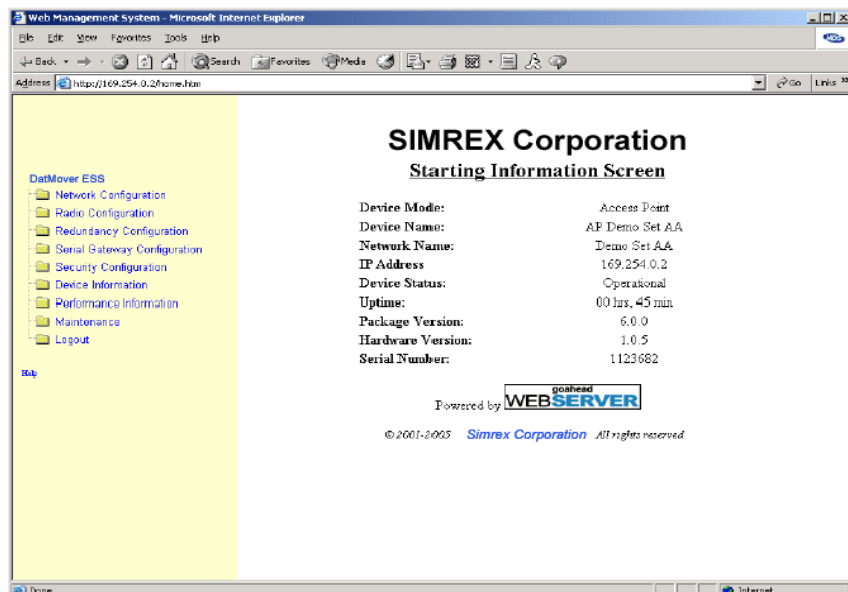 Web Management System - Microsoft Internet Explorer
File Edit View Favorites Tools Help
Back Search Favorites Media
Address http://169.254.0.2/home.htm Go Links »
SIMREX Corporation
Starting Information Screen
DatMover ESS
Network Configuration
Radio Configuration
Redundancy Configuration
Serial Gateway Configuration
Security Configuration
Device Information
Performance Information
Maintenance
Logout
Help
Device Mode: Access Point
Device Name: AP Demo Set AA
Network Name: Demo Set AA
IP Address 169.254.0.2
Device Status: Operational
Uptime: 00 hrs, 45 min
Package Version: 6.0.0
Hardware Version: 1.0.5
Serial Number: 1123682
Powered by goahead WEBSERVER
© 2001-2005 Simrex Corporation All rights reserved.
Done Internet